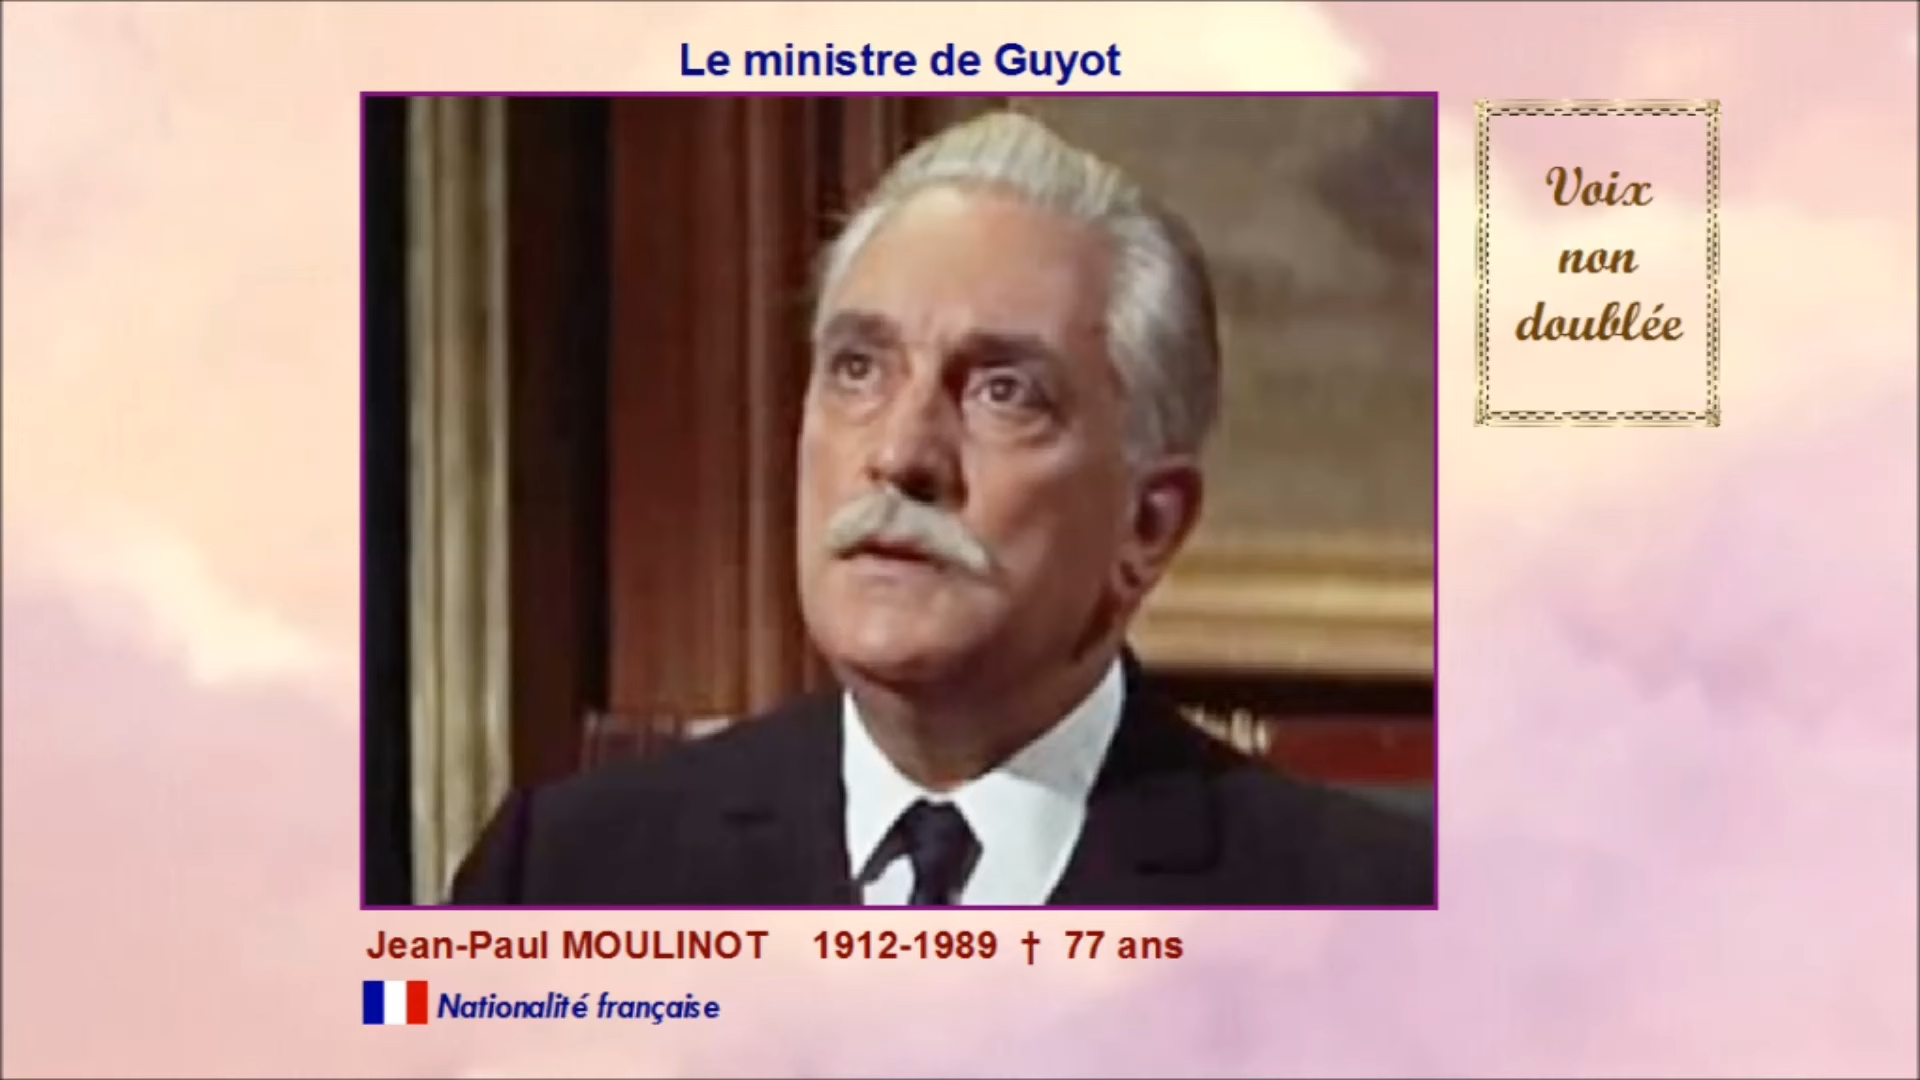 Le ministre de Guyot
Voix
non
doublée
Jean-Paul MOULINOT 1912-1989 † 77 ans
Nationalité française